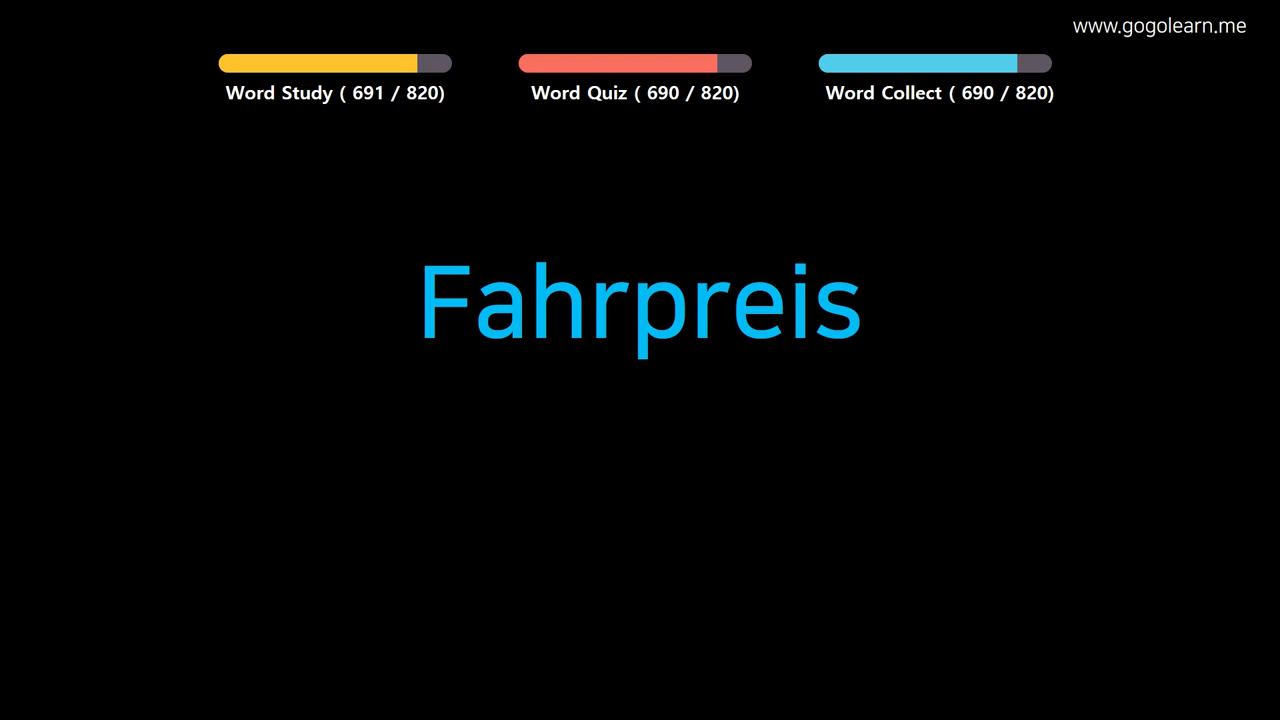 www.gogolearn.me
Word Study ( 691 / 820)
Word Quiz ( 690 / 820)
Word Collect ( 690 / 820)
Fahrpreis